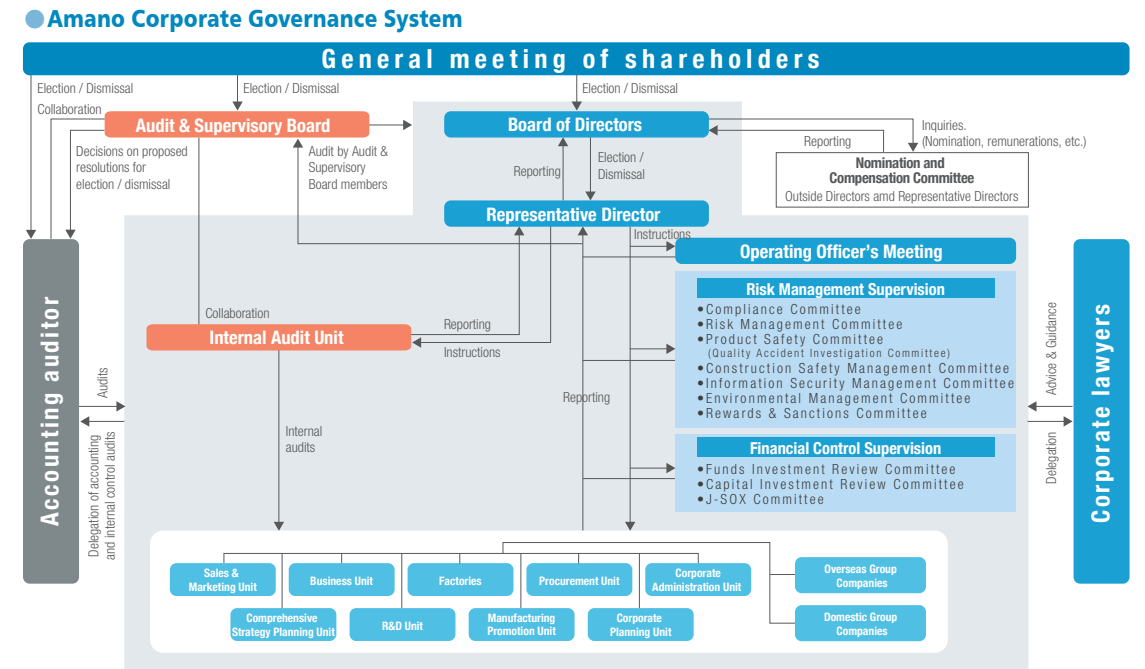 Amano Corporate Governance System
General meeting of shareholders
Election / Dismissal
Election / Dismissal
Election / Dismissal
Collaboration
Audit & Supervisory Board
Board of Directors
Inquiries.
(Nomination, remunerations, etc.)
Decisions on proposed
resolutions for
election / dismissal
Audit by Audit &
Supervisory
Board members
Reporting
Election /
Dismissal
Reporting
Nomination and
Compensation Committee
Outside Directors amd Representative Directors
Representative Director
Instructions
Operating Officer's Meeting
Risk Management Supervision
•Compliance Committee
•Risk Management Committee
•Product Safety Committee
(Quality Accident Investigation Committee)
•Construction Safety Management Committee
•Information Security Management Committee
•Environmental Management Committee
•Rewards & Sanctions Committee
Collaboration
Internal Audit Unit
Reporting
Instructions
Reporting
Accounting auditor
Audits
Delegation of accounting
and internal control audits
Corporate lawyers
Advice & Guidance
Delegation
Internal
audits
Financial Control Supervision
•Funds Investment Review Committee
•Capital Investment Review Committee
•J-SOX Committee
Sales &
Marketing Unit
Business Unit
Factories
Procurement Unit
Corporate
Administration Unit
Overseas Group
Companies
Comprehensive
Strategy Planning Unit
R&D Unit
Manufacturing
Promotion Unit
Corporate
Planning Unit
Domestic Group
Companies